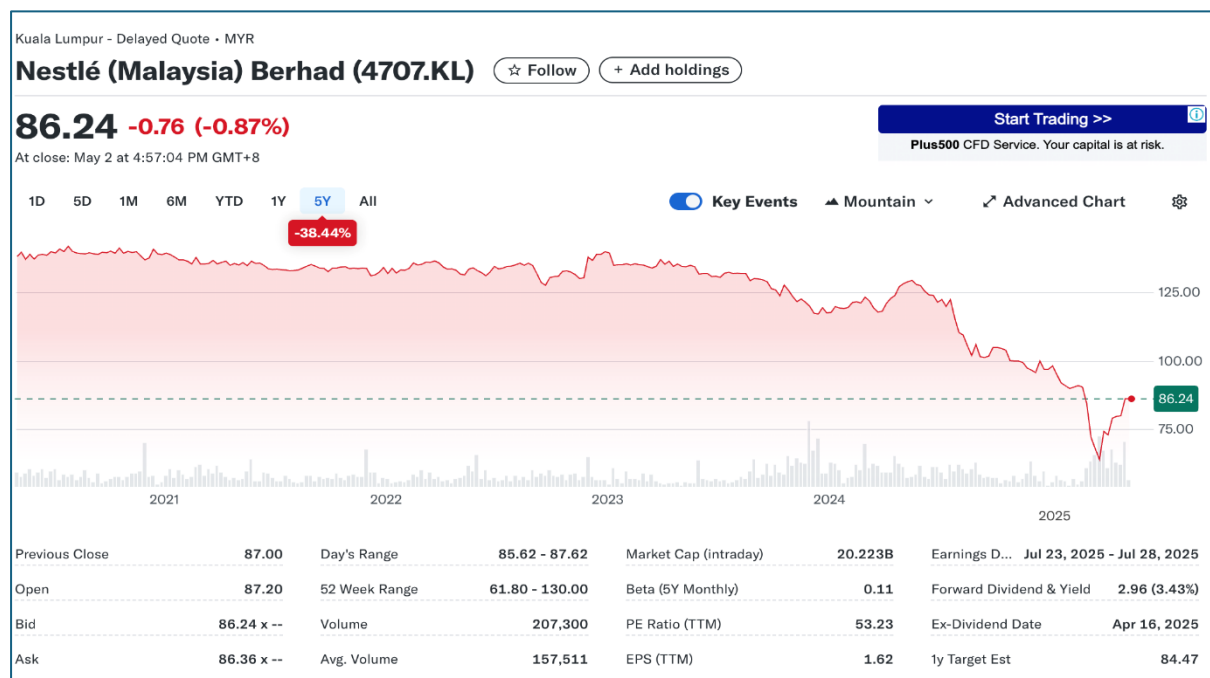 Kuala Lumpur - Delayed Quote • MYR
Nestlé (Malaysia) Berhad (4707.KL) ☆ Follow + Add holdings
86.24 -0.76 (-0.87%)
At close: May 2 at 4:57:04 PM GMT+8
Start Trading >>
Plus500 CFD Service. Your capital is at risk.
1D 5D 1M 6M YTD 1Y 5Y All Key Events Mountain Advanced Chart
-38.44%
125.00
100.00
86.24
75.00
2021 2022 2023 2024 2025
Previous Close 87.00 Day's Range 85.62 - 87.62 Market Cap (intraday) 20.223B Earnings D... Jul 23, 2025 - Jul 28, 2025
Open 87.20 52 Week Range 61.80 - 130.00 Beta (5Y Monthly) 0.11 Forward Dividend & Yield 2.96 (3.43%)
Bid 86.24 x -- Volume 207,300 PE Ratio (TTM) 53.23 Ex-Dividend Date Apr 16, 2025
Ask 86.36 x -- Avg. Volume 157,511 EPS (TTM) 1.62 1y Target Est 84.47